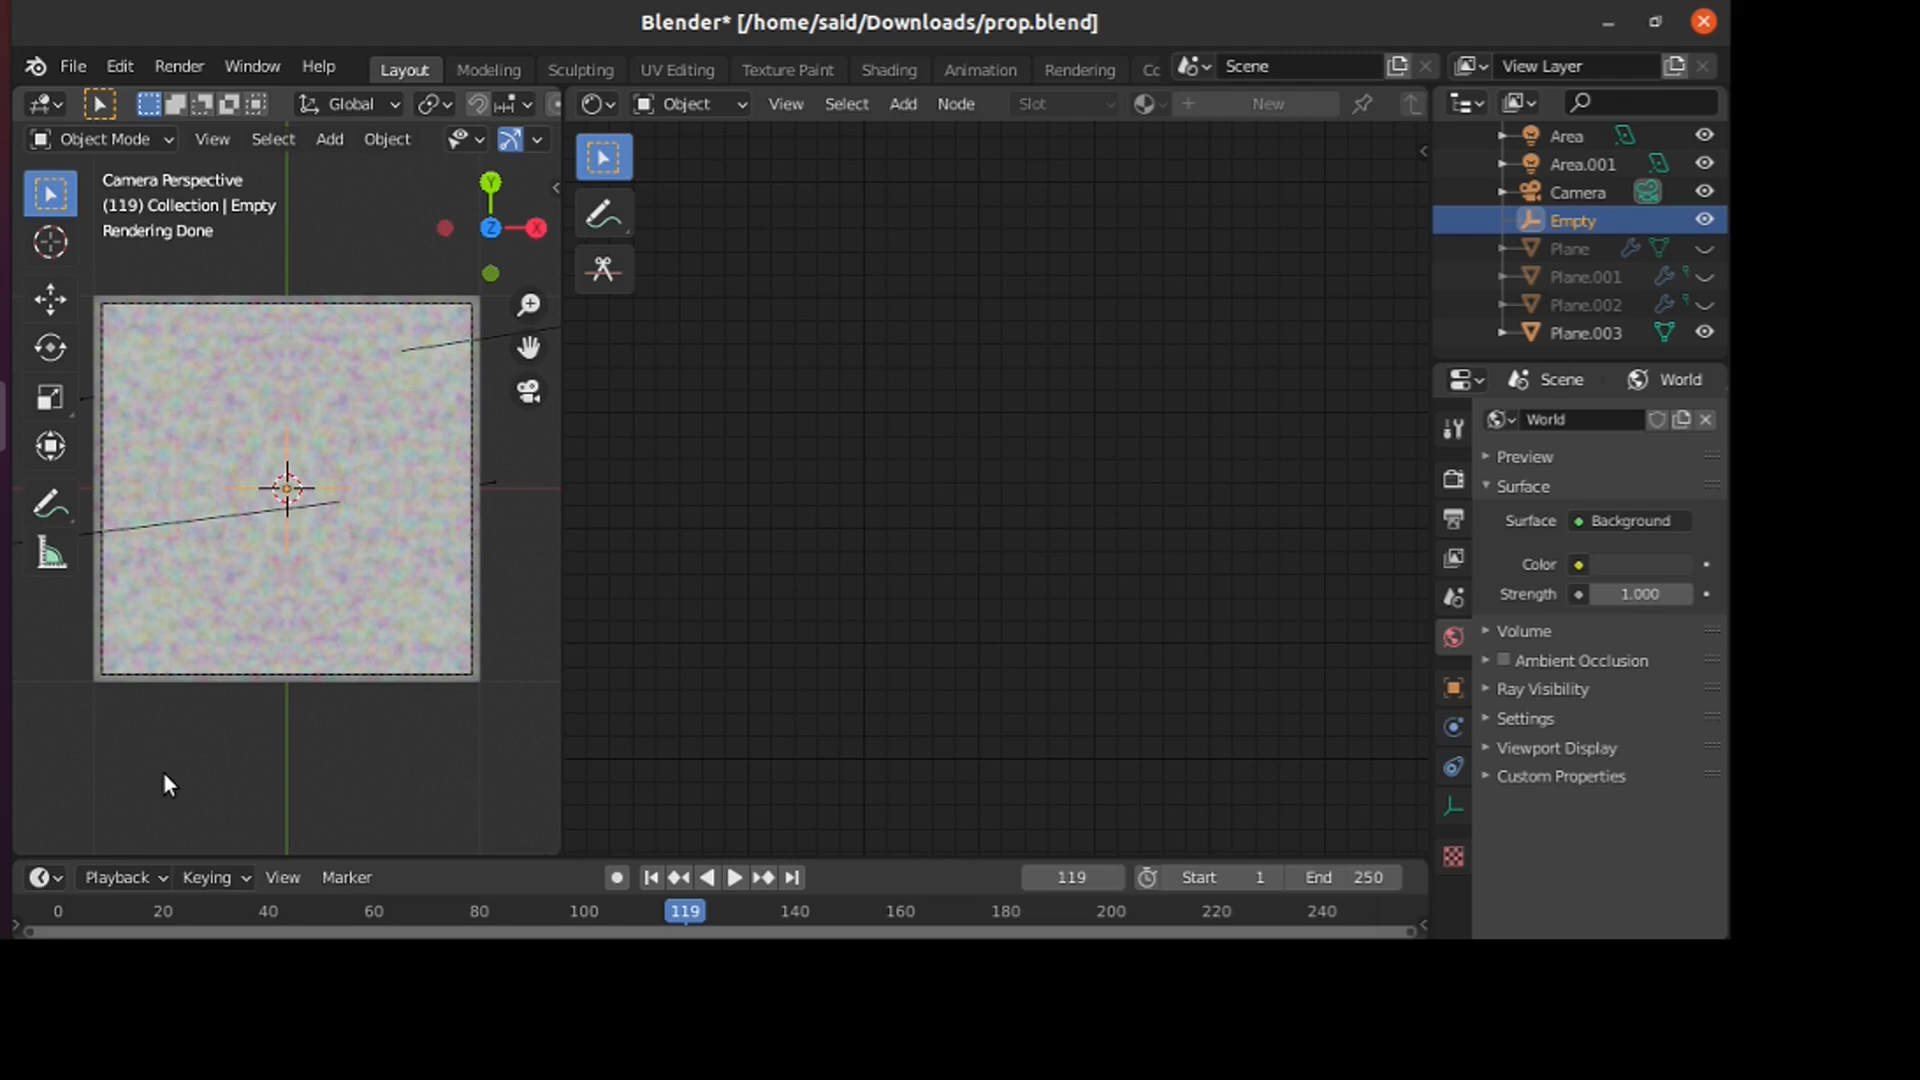 Blender* [/home/said/Downloads/prop.blend]
File Edit Render Window Help Layout Modeling Sculpting UV Editing Texture Paint Shading Animation Rendering Cc Scene View Layer
Global Object View Select Add Node Slot New
Object Mode View Select Add Object
Camera Perspective
(119) Collection | Empty
Rendering Done
Y
Z X
Area
Area.001
Camera
Empty
Plane
Plane.001
Plane.002
Plane.003
Scene World
World
Preview
Surface
Surface Background
Color
Strength 1.000
Volume
Ambient Occlusion
Ray Visibility
Settings
Viewport Display
Custom Properties
Playback Keying View Marker 119 Start 1 End 250
0 20 40 60 80 100 119 140 160 180 200 220 240